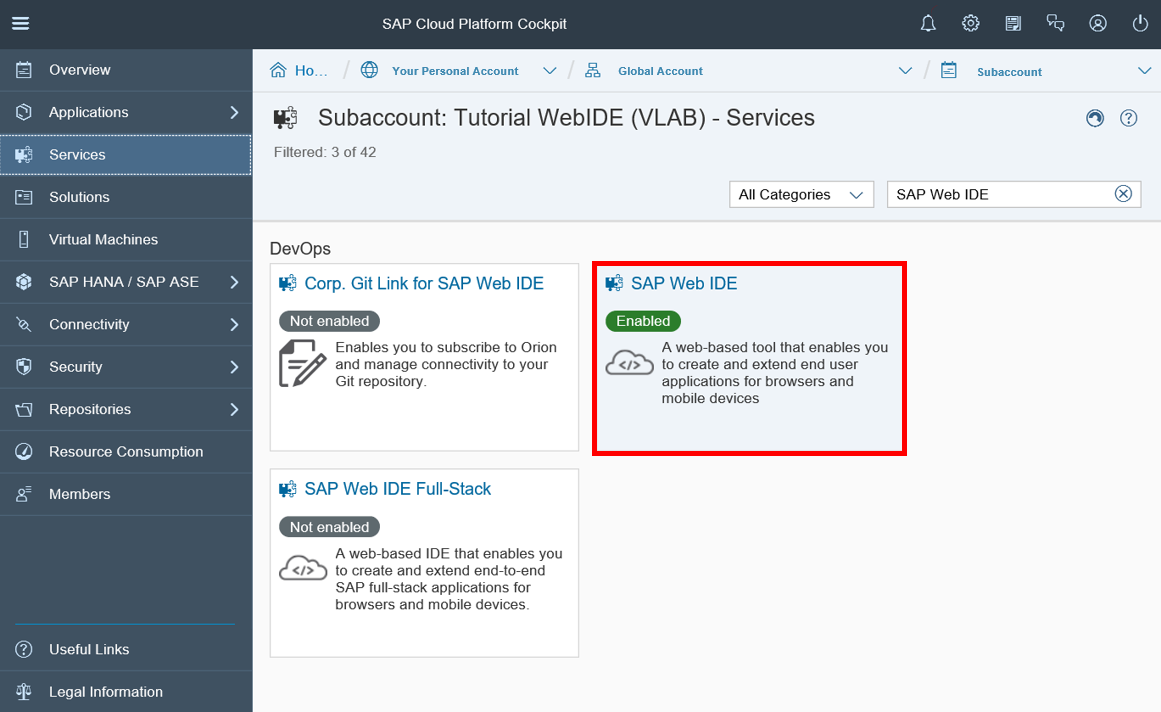 SAP Cloud Platform Cockpit
Overview
Applications
Services
Solutions
Virtual Machines
SAP HANA / SAP ASE
Connectivity
Security
Repositories
Resource Consumption
Members
Useful Links
Legal Information
Ho... / Your Personal Account / Global Account / Subaccount
Subaccount: Tutorial WebIDE (VLAB) - Services
Filtered: 3 of 42
All Categories SAP Web IDE
DevOps
Corp. Git Link for SAP Web IDE
Not enabled
Enables you to subscribe to Orion
and manage connectivity to your
Git repository.
SAP Web IDE
Enabled
A web-based tool that enables you
to create and extend end user
applications for browsers and
mobile devices
SAP Web IDE Full-Stack
Not enabled
A web-based IDE that enables you
to create and extend end-to-end
SAP full-stack applications for
browsers and mobile devices.